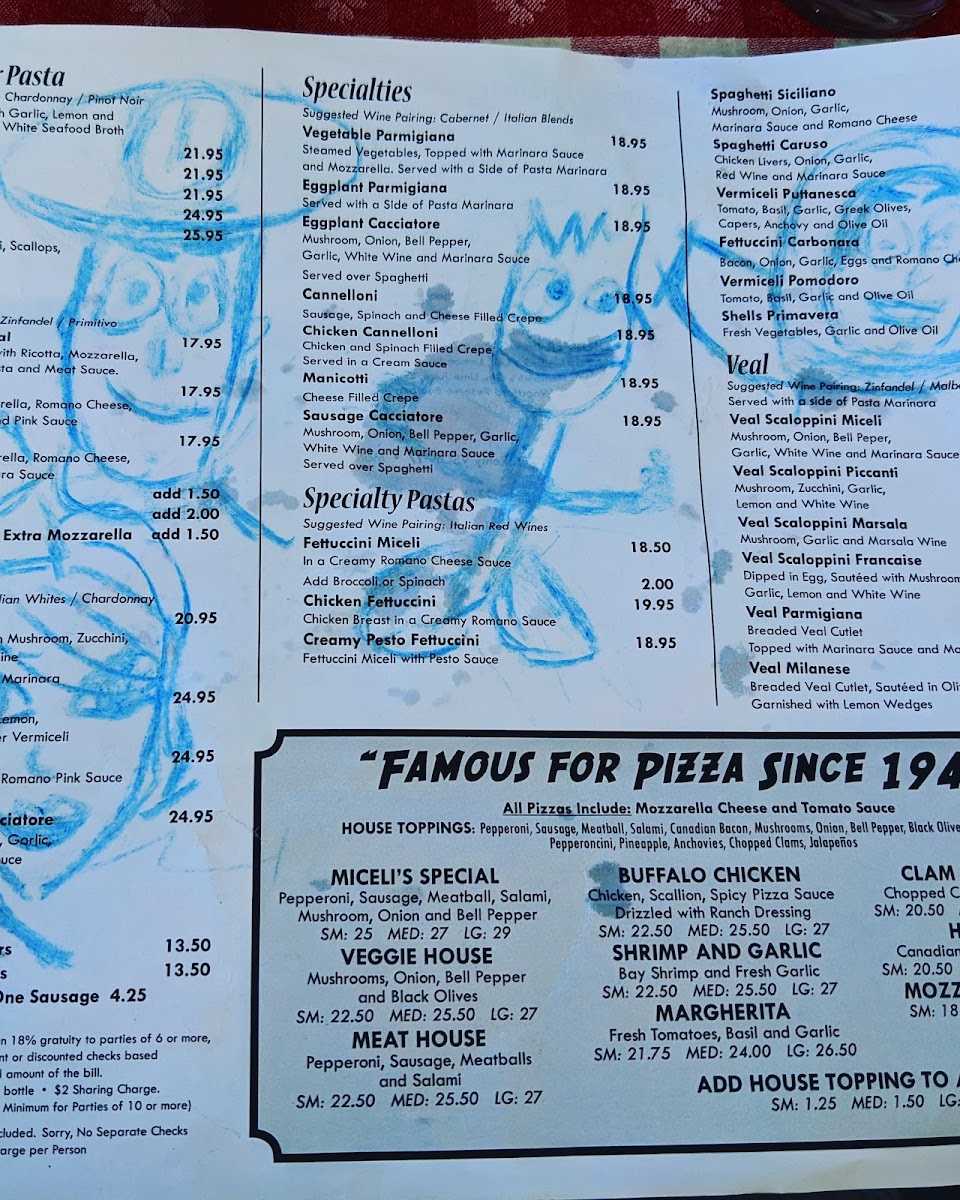 r Pasta
Chardonnay / Pinot Noir
h Garlic, Lemon and
White Seafood Broth
21.95
21.95
21.95
24.95
25.95
i, Scallops,
Zinfandel / Primitivo
al 17.95
ith Ricotta, Mozzarella,
ta and Meat Sauce.
17.95
rella, Romano Cheese,
d Pink Sauce
17.95
rella, Romano Cheese,
ra Sauce
add 1.50
add 2.00
Extra Mozzarella add 1.50
lian Whites / Chardonnay
20.95
n Mushroom, Zucchini,
ine
Marinara
24.95
emon,
er Vermiceli
24.95
Romano Pink Sauce
ciatore 24.95
, Garlic,
uce
rs 13.50
s 13.50
One Sausage 4.25
n 18% gratuity to parties of 6 or more,
nt or discounted checks based
l amount of the bill.
bottle • $2 Sharing Charge.
Minimum for Parties of 10 or more)
cluded. Sorry, No Separate Checks
arge per Person
Specialties
Suggested Wine Pairing: Cabernet / Italian Blends
Vegetable Parmigiana 18.95
Steamed Vegetables, Topped with Marinara Sauce
and Mozzarella. Served with a Side of Pasta Marinara
Eggplant Parmigiana 18.95
Served with a Side of Pasta Marinara
Eggplant Cacciatore 18.95
Mushroom, Onion, Bell Pepper,
Garlic, White Wine and Marinara Sauce
Served over Spaghetti
Cannelloni 18.95
Sausage, Spinach and Cheese Filled Crepe
Chicken Cannelloni 18.95
Chicken and Spinach Filled Crepe
Served in a Cream Sauce
Manicotti 18.95
Cheese Filled Crepe
Sausage Cacciatore 18.95
Mushroom, Onion, Bell Pepper, Garlic,
White Wine and Marinara Sauce
Served over Spaghetti
Specialty Pastas
Suggested Wine Pairing: Italian Red Wines
Fettuccini Miceli 18.50
In a Creamy Romano Cheese Sauce
Add Broccoli or Spinach 2.00
Chicken Fettuccini 19.95
Chicken Breast in a Creamy Romano Sauce
Creamy Pesto Fettuccini 18.95
Fettuccini Miceli with Pesto Sauce
Spaghetti Siciliano
Mushroom, Onion, Garlic,
Marinara Sauce and Romano Cheese
Spaghetti Caruso
Chicken Livers, Onion, Garlic,
Red Wine and Marinara Sauce
Vermiceli Puttanesca
Tomato, Basil, Garlic, Greek Olives,
Capers, Anchovy and Olive Oil
Fettuccini Carbonara
Bacon, Onion, Garlic, Eggs and Romano Che
Vermiceli Pomodoro
Tomato, Basil, Garlic and Olive Oil
Shells Primavera
Fresh Vegetables, Garlic and Olive Oil
Veal
Suggested Wine Pairing: Zinfandel / Malbe
Served with a side of Pasta Marinara
Veal Scaloppini Miceli
Mushroom, Onion, Bell Peper,
Garlic, White Wine and Marinara Sauce
Veal Scaloppini Piccanti
Mushroom, Zucchini, Garlic,
Lemon and White Wine
Veal Scaloppini Marsala
Mushroom, Garlic and Marsala Wine
Veal Scaloppini Francaise
Dipped in Egg, Sautéed with Mushroom
Garlic, Lemon and White Wine
Veal Parmigiana
Breaded Veal Cutlet
Topped with Marinara Sauce and Mo
Veal Milanese
Breaded Veal Cutlet, Sautéed in Oli
Garnished with Lemon Wedges
"FAMOUS FOR PIZZA SINCE 194
All Pizzas Include: Mozzarella Cheese and Tomato Sauce
HOUSE TOPPINGS: Pepperoni, Sausage, Meatball, Salami, Canadian Bacon, Mushrooms, Onion, Bell Pepper, Black Olive
Pepperoncini, Pineapple, Anchovies, Chopped Clams, Jalapeños
MICELI'S SPECIAL
Pepperoni, Sausage, Meatball, Salami,
Mushroom, Onion and Bell Pepper
SM: 25 MED: 27 LG: 29
VEGGIE HOUSE
Mushrooms, Onion, Bell Pepper
and Black Olives
SM: 22.50 MED: 25.50 LG: 27
MEAT HOUSE
Pepperoni, Sausage, Meatballs
and Salami
SM: 22.50 MED: 25.50 LG: 27
BUFFALO CHICKEN
Chicken, Scallion, Spicy Pizza Sauce
Drizzled with Ranch Dressing
SM: 22.50 MED: 25.50 LG: 27
SHRIMP AND GARLIC
Bay Shrimp and Fresh Garlic
SM: 22.50 MED: 25.50 LG: 27
MARGHERITA
Fresh Tomatoes, Basil and Garlic
SM: 21.75 MED: 24.00 LG: 26.50
CLAM
Chopped C
SM: 20.50
H
Canadian
SM: 20.50
MOZZ
SM: 18
ADD HOUSE TOPPING TO A
SM: 1.25 MED: 1.50 LG: